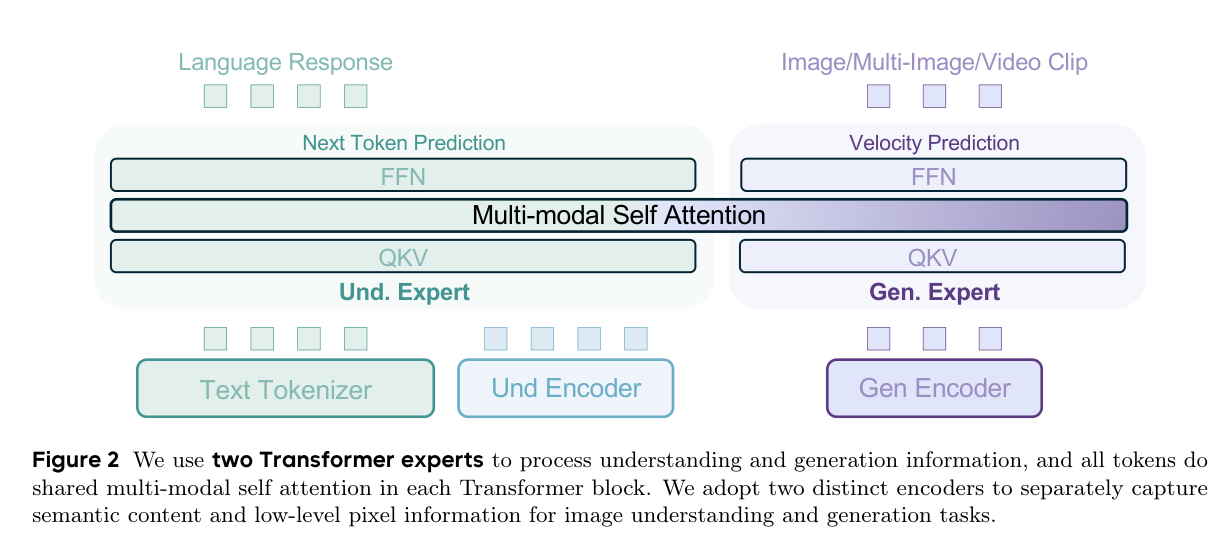 Language Response
Image/Multi-Image/Video Clip
Next Token Prediction
Velocity Prediction
FFN
FFN
Multi-modal Self Attention
QKV
QKV
Und. Expert
Gen. Expert
Text Tokenizer
Und Encoder
Gen Encoder
Figure 2 We use two Transformer experts to process understanding and generation information, and all tokens do
shared multi-modal self attention in each Transformer block. We adopt two distinct encoders to separately capture
semantic content and low-level pixel information for image understanding and generation tasks.